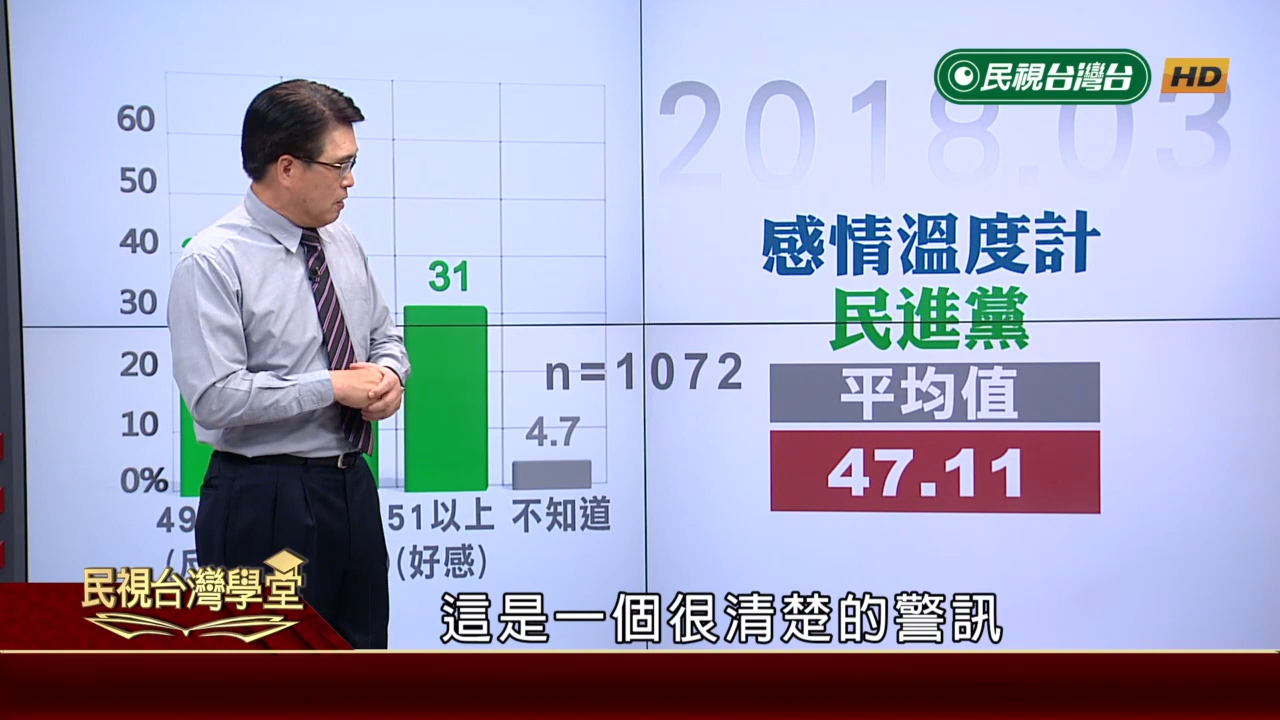 民視台灣台 HD
2018.03
60
50
40
30
20
10
0%
31
4.7
n=1072
49
51以上
不知道
(好感)
感情溫度計
民進黨
平均值
47.11
民視台灣學堂
這是一個很清楚的警訊